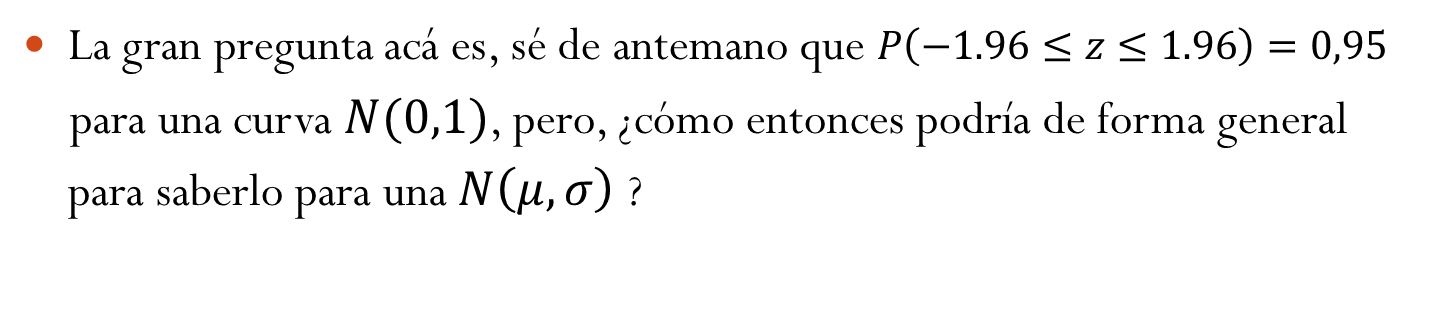 • La gran pregunta acá es, sé de antemano que P(−1.96 ≤ z ≤ 1.96) = 0,95
para una curva N(0,1), pero, ¿cómo entonces podría de forma general
para saberlo para una N(μ, σ) ?